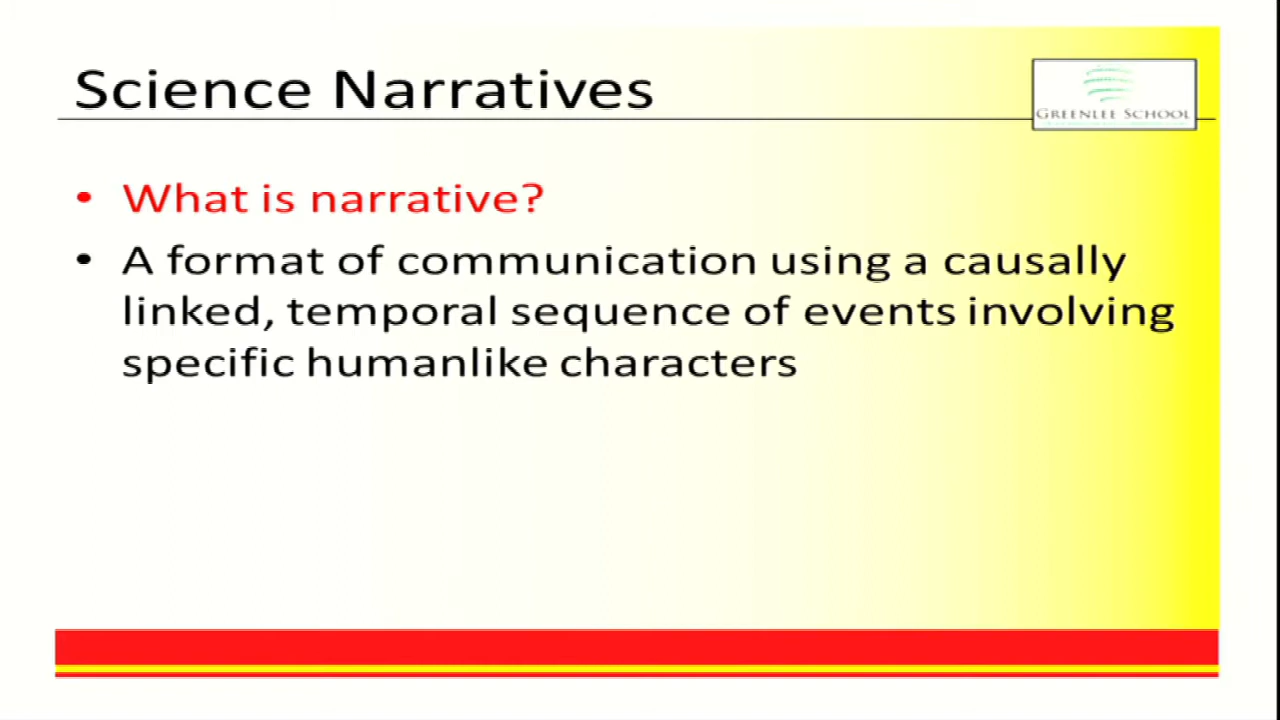 Science Narratives
GREENLEE SCHOOL
• What is narrative?
• A format of communication using a causally
linked, temporal sequence of events involving
specific humanlike characters